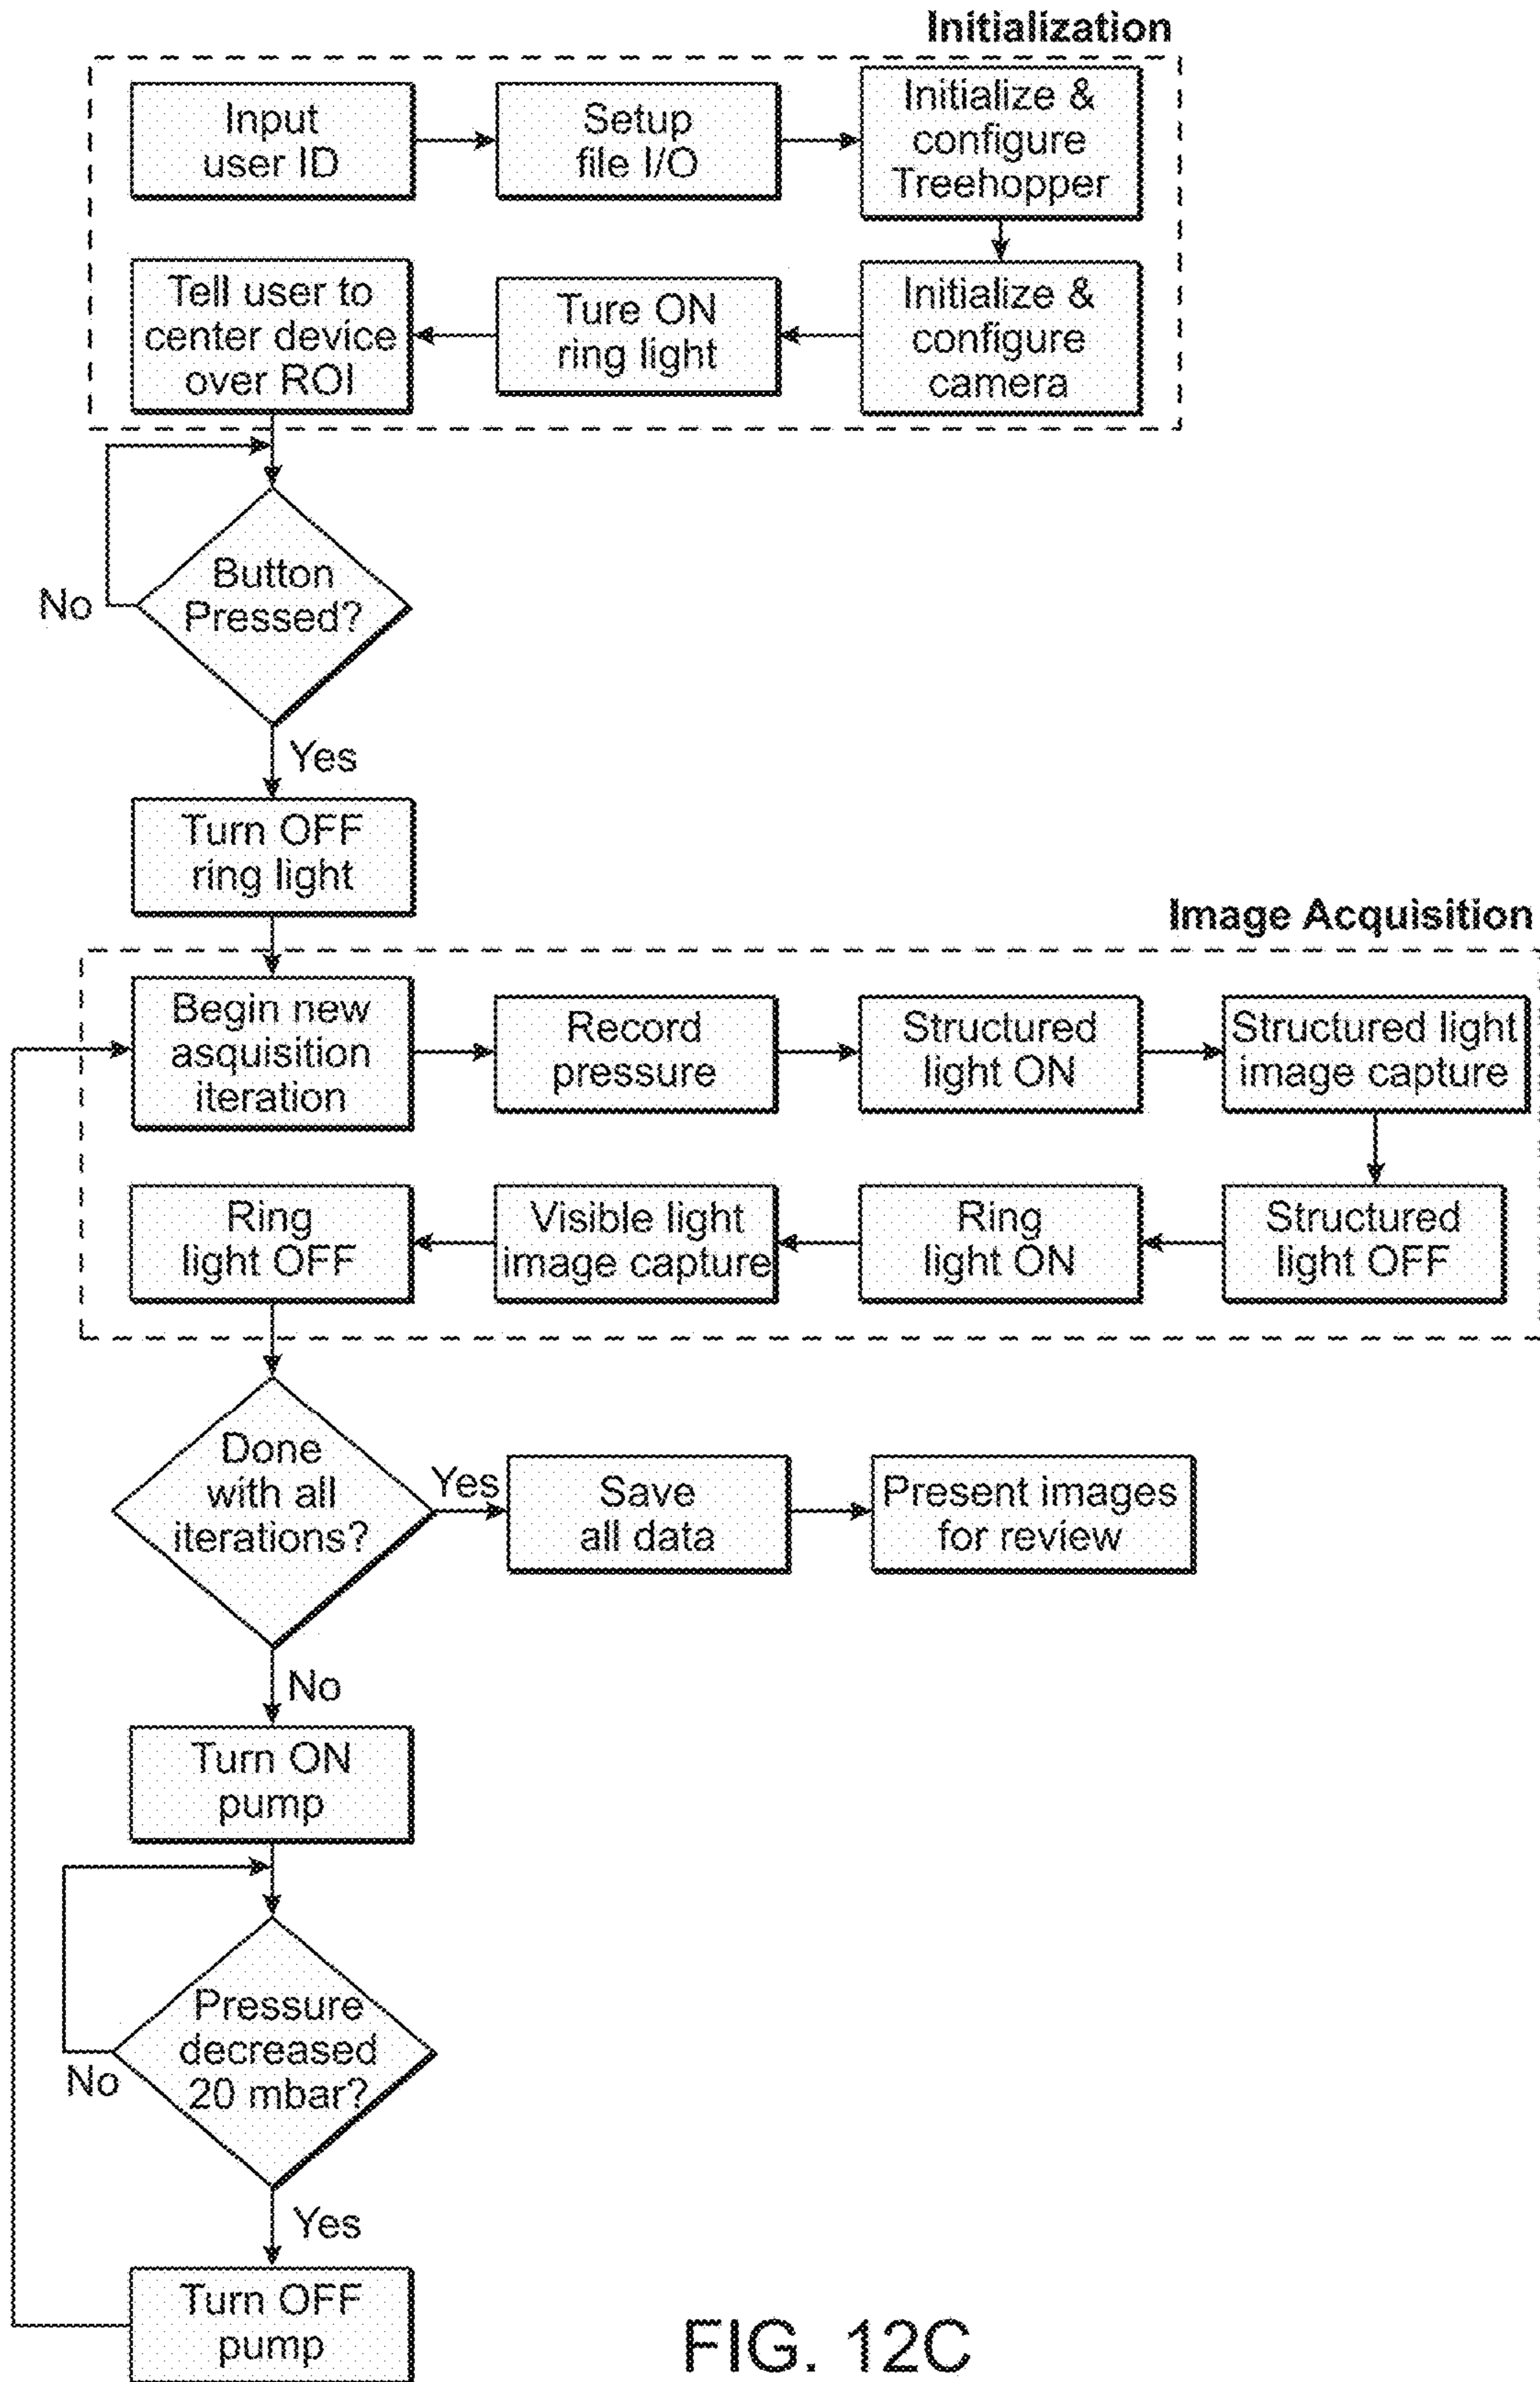 Initialization
Input
user ID
Setup
file I/O
Initialize &
configure
Treehopper
Initialize &
configure
camera
Ture ON
ring light
Tell user to
center device
over ROI
Button
Pressed?
No
Yes
Turn OFF
ring light
Image Acquisition
Begin new
asquisition
iteration
Record
pressure
Structured
light ON
Structured light
image capture
Structured
light OFF
Ring
light ON
Visible light
image capture
Ring
light OFF
Done
with all
iterations?
Yes
Save
all data
Present images
for review
No
Turn ON
pump
Pressure
decreased
20 mbar?
No
Yes
Turn OFF
pump
FIG. 12C